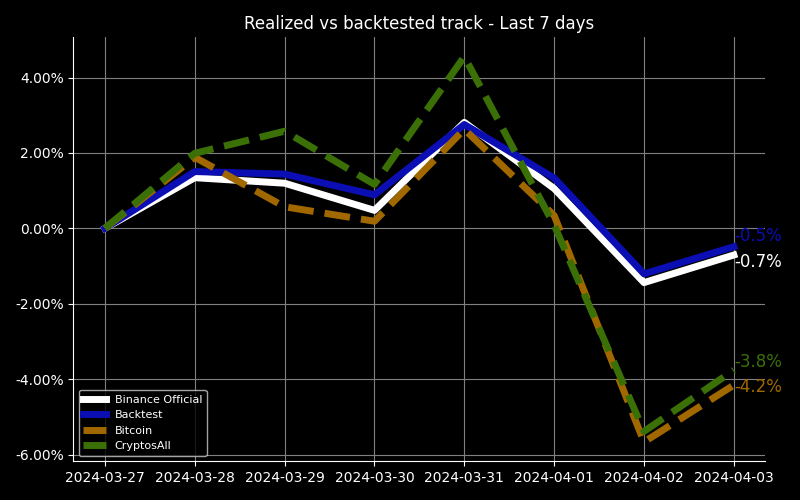 Realized vs backtested track - Last 7 days
4.00%
2.00%
0.00%
-2.00%
-4.00%
-6.00%
-0.5%
-0.7%
-3.8%
-4.2%
Binance Official
Backtest
Bitcoin
CryptosAll
2024-03-27 2024-03-28 2024-03-29 2024-03-30 2024-03-31 2024-04-01 2024-04-02 2024-04-03